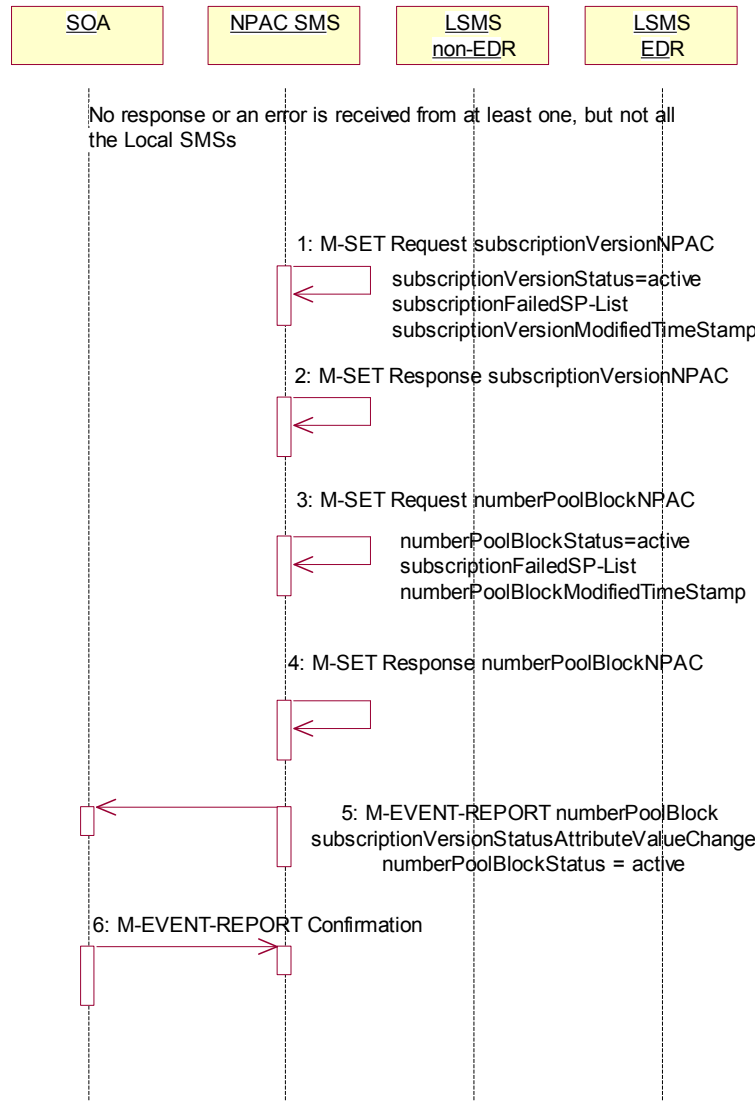 SOA
NPAC SMS
LSMS
non-EDR
LSMS
EDR
No response or an error is received from at least one, but not all
the Local SMSs
1: M-SET Request subscriptionVersionNPAC
subscriptionVersionStatus=active
subscriptionFailedSP-List
subscriptionVersionModifiedTimeStamp
2: M-SET Response subscriptionVersionNPAC
3: M-SET Request numberPoolBlockNPAC
numberPoolBlockStatus=active
subscriptionFailedSP-List
numberPoolBlockModifiedTimeStamp
4: M-SET Response numberPoolBlockNPAC
5: M-EVENT-REPORT numberPoolBlock
subscriptionVersionStatusAttributeValueChange
numberPoolBlockStatus = active
6: M-EVENT-REPORT Confirmation